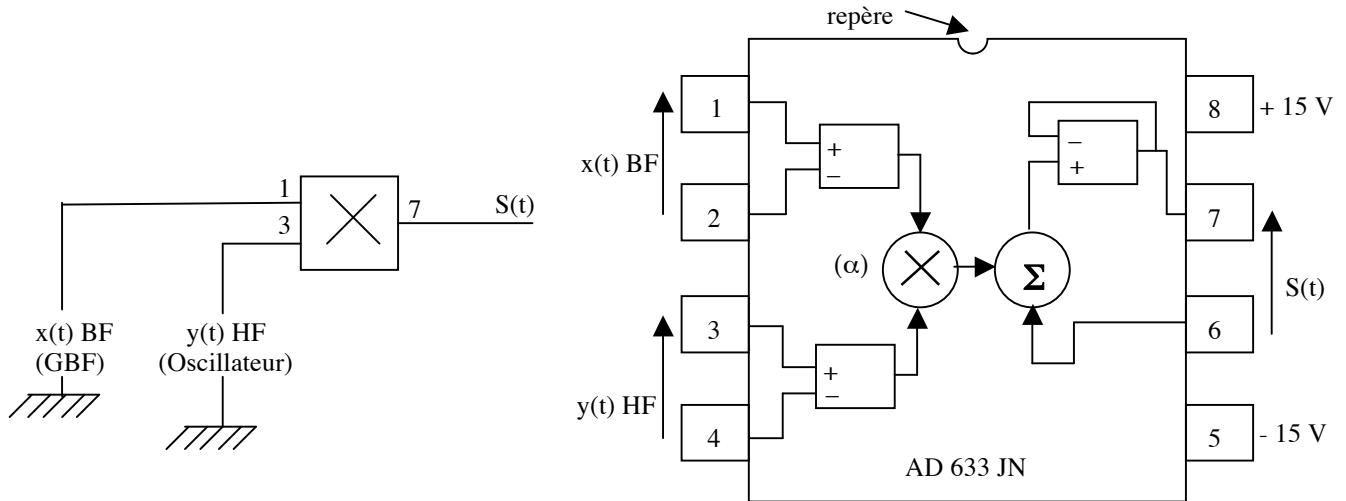 1
3
7
S(t)
x(t) BF
(GBF)
y(t) HF
(Oscillateur)
repère
1
2
3
4
x(t) BF
y(t) HF
+
–
+
–
(α)
Σ
–
+
8
7
6
5
+ 15 V
S(t)
- 15 V
AD 633 JN